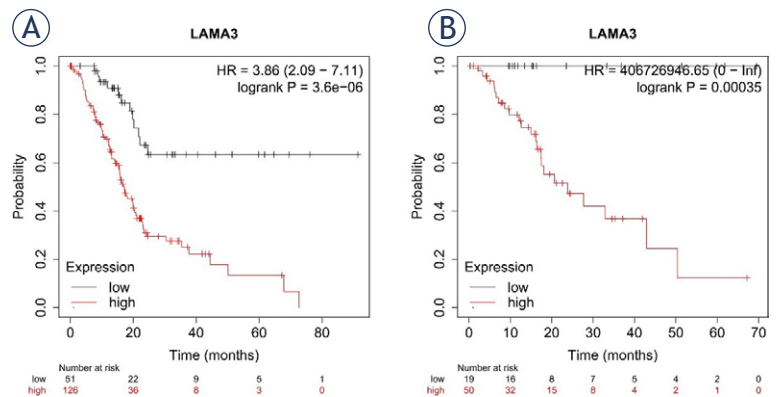 A
LAMA3
HR = 3.86 (2.09 − 7.11)
logrank P = 3.6e−06
Probability
1.0
0.8
0.6
0.4
0.2
0.0
Expression
low
high
0 20 40 60 80
Time (months)
Number at risk
low 51 22 9 5 1
high 126 36 8 3 0
B
LAMA3
HR = 406726946.65 (0 − Inf)
logrank P = 0.00035
Probability
1.0
0.8
0.6
0.4
0.2
0.0
Expression
low
high
0 10 20 30 40 50 60 70
Time (months)
Number at risk
low 19 16 8 7 5 4 2 0
high 50 32 15 8 4 2 1 0